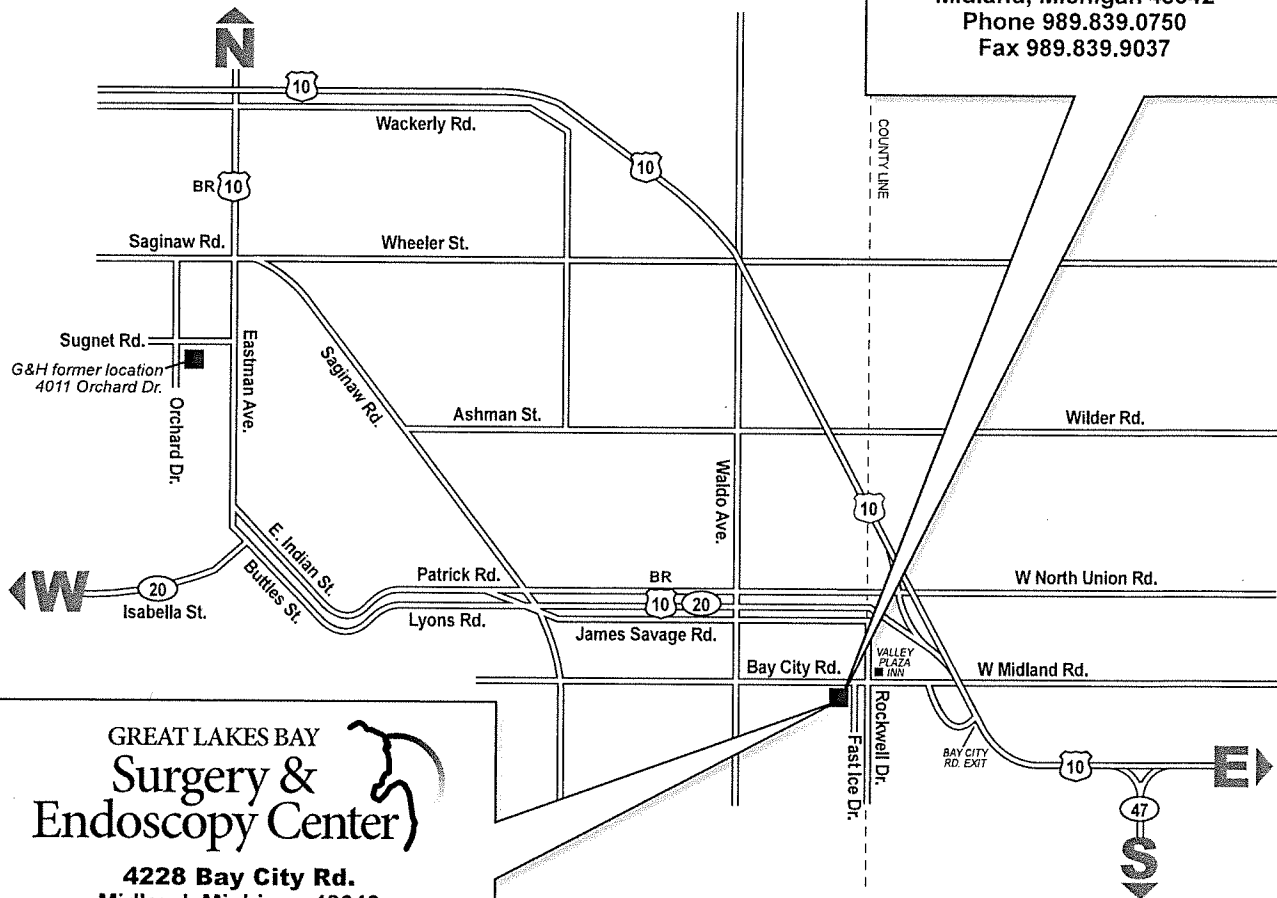 Midland, Michigan 48642
Phone 989.839.0750
Fax 989.839.9037
N
10
Wackerly Rd.
10
COUNTY LINE
BR 10
Saginaw Rd.
Wheeler St.
Sugnet Rd.
G&H former location
4011 Orchard Dr.
Eastman Ave.
Orchard Dr.
Saginaw Rd.
Ashman St.
Wilder Rd.
Waldo Ave.
10
E. Indian St.
Buttles St.
W
20
Isabella St.
Patrick Rd.
Lyons Rd.
BR
10 20
James Savage Rd.
W North Union Rd.
Bay City Rd.
VALLEY
PLAZA
INN
W Midland Rd.
Rockwell Dr.
Fast Ice Dr.
BAY CITY
RD. EXIT
10
E
47
S
GREAT LAKES BAY
Surgery &
Endoscopy Center
4228 Bay City Rd.
Midland, Michigan 48642